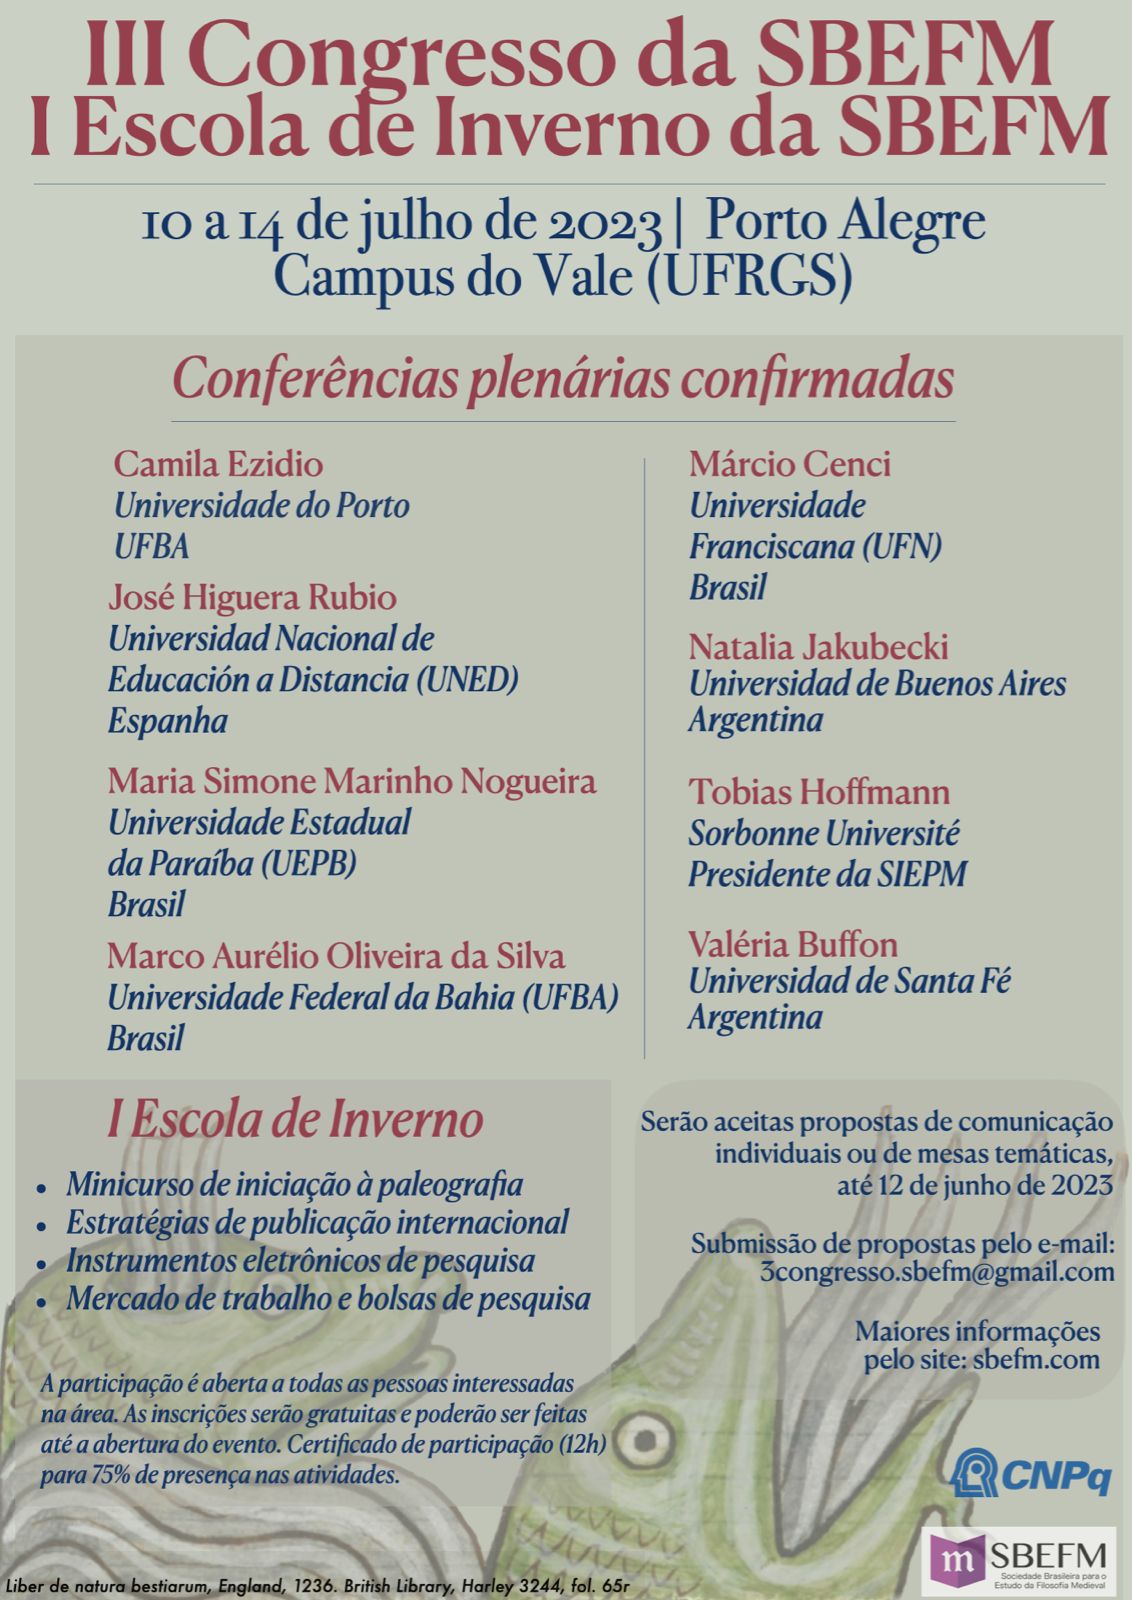 III Congresso da SBEFM
I Escola de Inverno da SBEFM
10 a 14 de julho de 2023| Porto Alegre
Campus do Vale (UFRGS)
Conferências plenárias confirmadas
Camila Ezidio
Universidade do Porto
UFBA
José Higuera Rubio
Universidad Nacional de
Educación a Distancia (UNED)
Espanha
Maria Simone Marinho Nogueira
Universidade Estadual
da Paraíba (UEPB)
Brasil
Marco Aurélio Oliveira da Silva
Universidade Federal da Bahia (UFBA)
Brasil
Márcio Cenci
Universidade
Franciscana (UFN)
Brasil
Natalia Jakubecki
Universidad de Buenos Aires
Argentina
Tobias Hoffmann
Sorbonne Université
Presidente da SIEPM
Valéria Buffon
Universidad de Santa Fé
Argentina
I Escola de Inverno
• Minicurso de iniciação à paleografia
• Estratégias de publicação internacional
• Instrumentos eletrônicos de pesquisa
• Mercado de trabalho e bolsas de pesquisa
A participação é aberta a todas as pessoas interessadas
na área. As inscrições serão gratuitas e poderão ser feitas
até a abertura do evento. Certificado de participação (12h)
para 75% de presença nas atividades.
Serão aceitas propostas de comunicação
individuais ou de mesas temáticas,
até 12 de junho de 2023
Submissão de propostas pelo e-mail:
3congresso.sbefm@gmail.com
Maiores informações
pelo site: sbefm.com
CNPq
m SBEFM
Sociedade Brasileira para o
Estudo da Filosofia Medieval
Liber de natura bestiarum, England, 1236. British Library, Harley 3244, fol. 65r